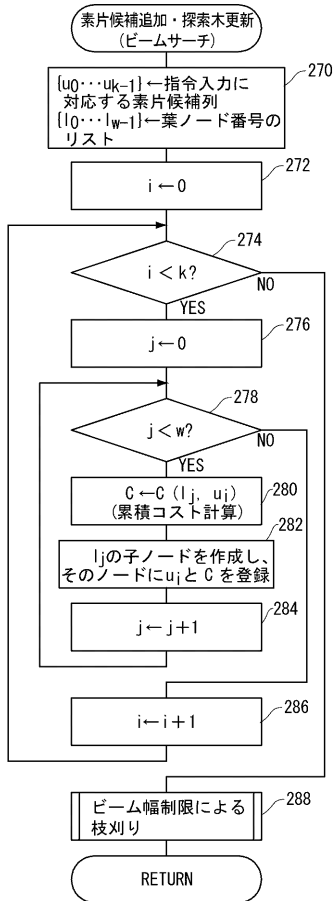 素片候補追加・探索木更新
(ビームサーチ)
270
{u0···uk-1}←指令入力に
対応する素片候補列
{l0···lw-1}←葉ノード番号の
リスト
272
i←0
274
i<k?
NO
YES
276
j←0
278
j<w?
NO
YES
280
C←C (lj, ui)
(累積コスト計算)
282
ljの子ノードを作成し、
そのノードにuiと C を登録
284
j←j+1
286
i←i+1
288
ビーム幅制限による
枝刈り
RETURN